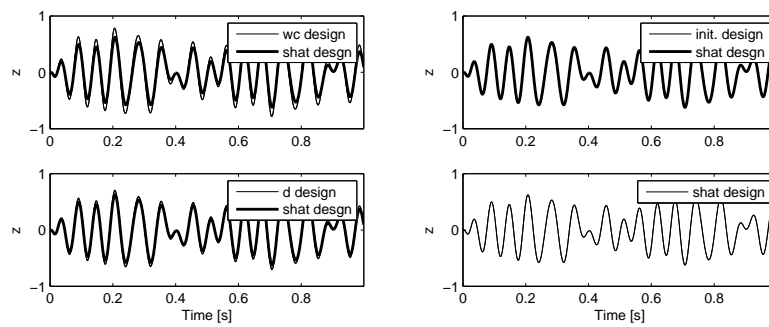 1
0
−1
z
0
0.2
0.4
0.6
0.8
Time [s]
wc design
shat desgn
1
0
−1
z
0
0.2
0.4
0.6
0.8
Time [s]
init. design
shat desgn
1
0
−1
z
0
0.2
0.4
0.6
0.8
Time [s]
d design
shat desgn
1
0
−1
z
0
0.2
0.4
0.6
0.8
Time [s]
shat design